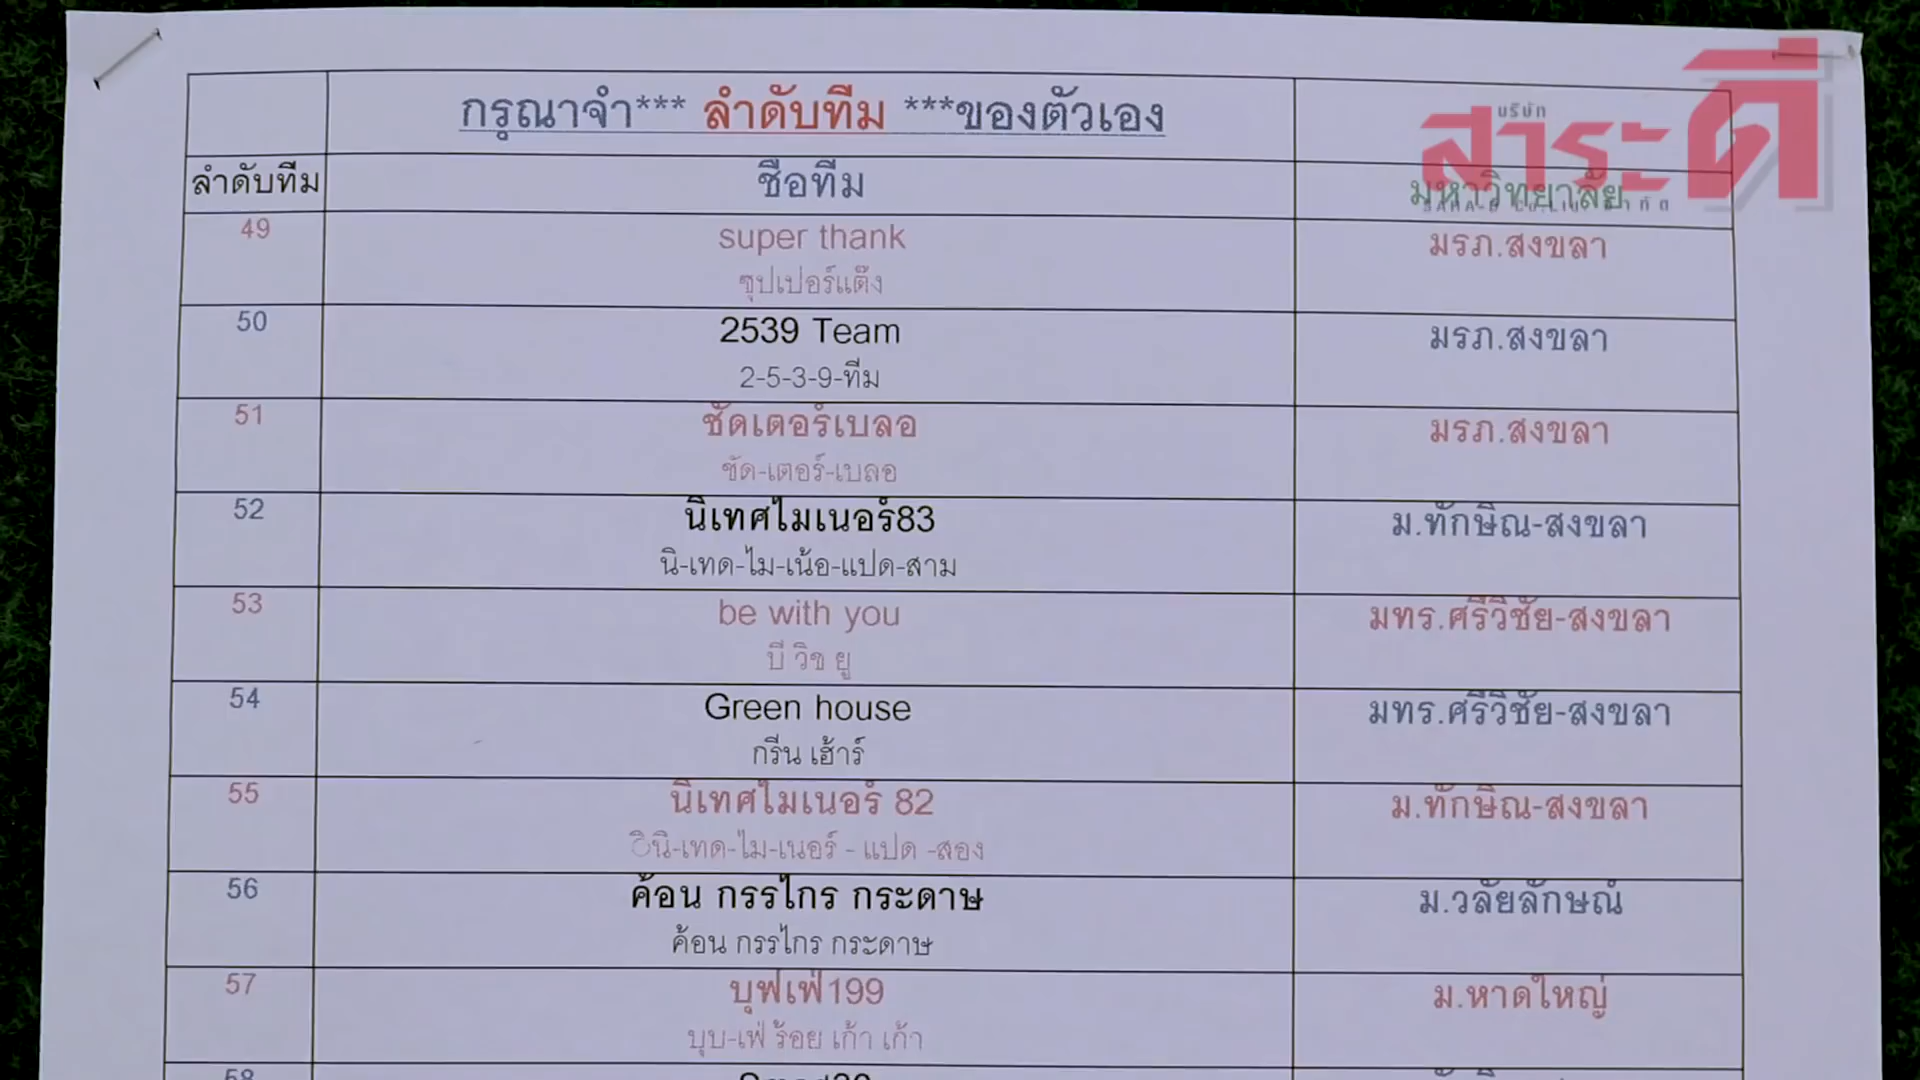 กรุณาจำ*** ลำดับทีม ***ของตัวเอง
บริษัท
สาระดี
ลำดับทีม ชื่อทีม มหาวิทยาลัย
49 super thank มรภ.สงขลา
ซุปเปอร์แต๊ง
50 2539 Team มรภ.สงขลา
2-5-3-9-ทีม
51 ชัดเตอร์เบลอ มรภ.สงขลา
ชัด-เตอร์-เบลอ
52 นิเทศไมเนอร์83 ม.ทักษิณ-สงขลา
นิ-เทด-ไม-เน้อ-แปด-สาม
53 be with you มทร.ศรีวิชัย-สงขลา
บี วิช ยู
54 Green house มทร.ศรีวิชัย-สงขลา
กรีน เฮ้าร์
55 นิเทศไมเนอร์ 82 ม.ทักษิณ-สงขลา
ินิ-เทด-ไม-เนอร์ - แปด -สอง
56 ค้อน กรรไกร กระดาษ ม.วลัยลักษณ์
ค้อน กรรไกร กระดาษ
57 บุฟเฟ่199 ม.หาดใหญ่
บุบ-เฟ่ ร้อย เก้า เก้า
58